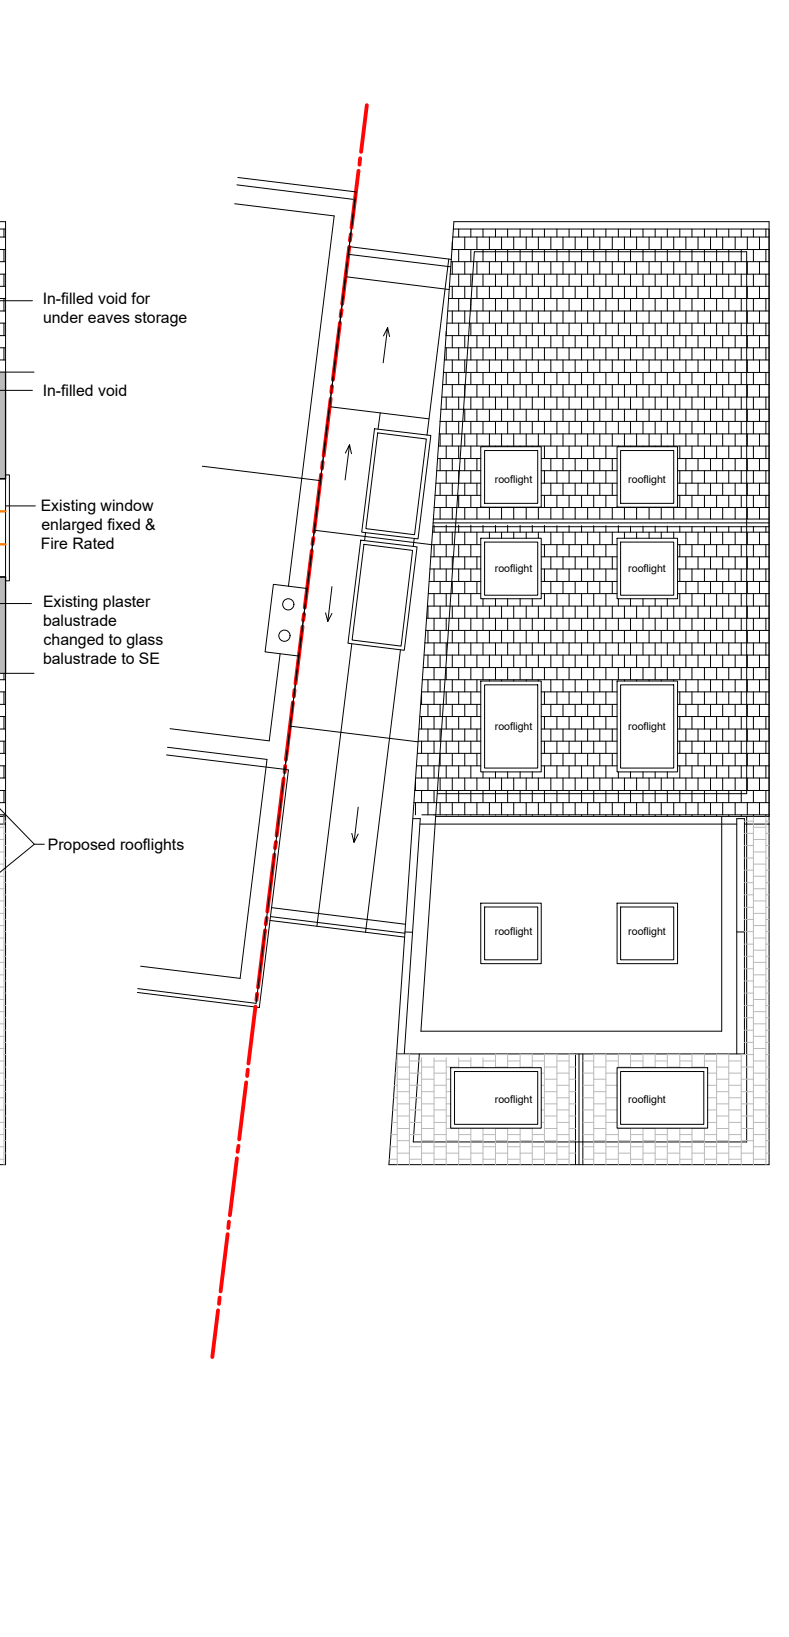 In-filled void for
under eaves storage
In-filled void
Existing window
enlarged fixed &
Fire Rated
Existing plaster
balustrade
changed to glass
balustrade to SE
Proposed rooflights
rooflight
rooflight
rooflight
rooflight
rooflight
rooflight
rooflight
rooflight
rooflight
rooflight